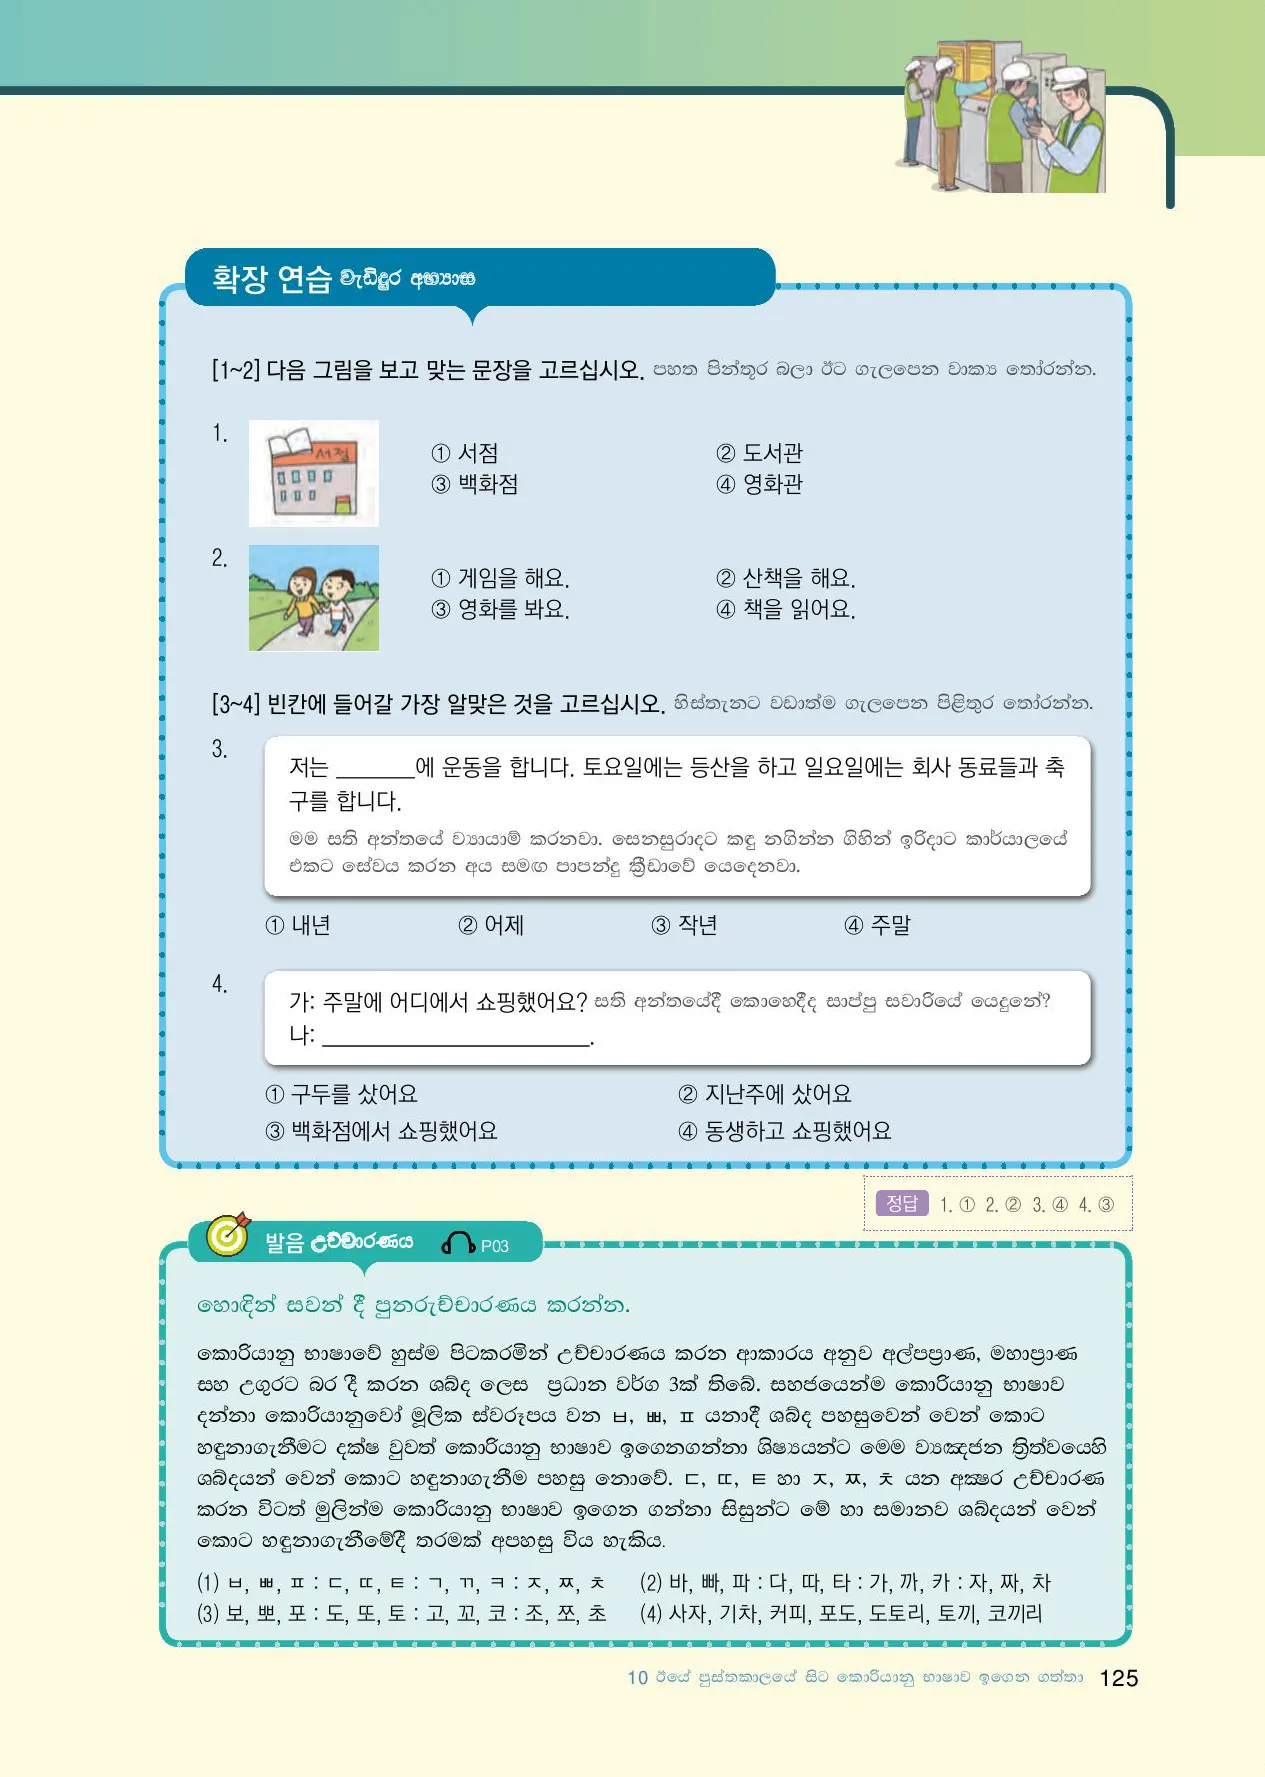 확장 연습 වැඩිදුර අභ්‍යාස
[1~2] 다음 그림을 보고 맞는 문장을 고르십시오. පහත පින්තූර බලා ඊට ගැලපෙන වාක්‍ය තෝරන්න.
1.
서점
① 서점 ② 도서관
③ 백화점 ④ 영화관
2.
① 게임을 해요. ② 산책을 해요.
③ 영화를 봐요. ④ 책을 읽어요.
[3~4] 빈칸에 들어갈 가장 알맞은 것을 고르십시오. හිස්තැනට වඩාත්ම ගැලපෙන පිළිතුර තෝරන්න.
3.
저는 _______에 운동을 합니다. 토요일에는 등산을 하고 일요일에는 회사 동료들과 축
구를 합니다.
මම සති අන්තයේ ව්‍යායාම් කරනවා. සෙනසුරාදට කඳු නගින්න ගිහින් ඉරිදාට කාර්යාලයේ
එකට සේවය කරන අය සමඟ පාපන්දු ක්‍රීඩාවේ යෙදෙනවා.
① 내년 ② 어제 ③ 작년 ④ 주말
4.
가: 주말에 어디에서 쇼핑했어요? සති අන්තයේදී කොහෙදීද සාප්පු සවාරියේ යෙදුනේ?
나: ________________________.
① 구두를 샀어요 ② 지난주에 샀어요
③ 백화점에서 쇼핑했어요 ④ 동생하고 쇼핑했어요
정답 1. ① 2. ② 3. ④ 4. ③
발음 උච්චාරණය P03
හොඳින් සවන් දී පුනරුච්චාරණය කරන්න.
කොරියානු භාෂාවේ හුස්ම පිටකරමින් උච්චාරණය කරන ආකාරය අනුව අල්පප්‍රාණ, මහාප්‍රාණ
සහ උගුරට බර දී කරන ශබ්ද ලෙස ප්‍රධාන වර්ග 3ක් තිබේ. සහජයෙන්ම කොරියානු භාෂාව
දන්නා කොරියානුවෝ මූලික ස්වරූපය වන ㅂ, ㅃ, ㅍ යනාදී ශබ්ද පහසුවෙන් වෙන් කොට
හඳුනාගැනීමට දක්ෂ වුවත් කොරියානු භාෂාව ඉගෙනගන්නා ශිෂ්‍යයන්ට මෙම ව්‍යඤ්ජන ත්‍රිත්වයෙහි
ශබ්දයන් වෙන් කොට හඳුනාගැනීම පහසු නොවේ. ㄷ, ㄸ, ㅌ හා ㅈ, ㅉ, ㅊ යන අක්‍ෂර උච්චාරණ
කරන විටත් මුලින්ම කොරියානු භාෂාව ඉගෙන ගන්නා සිසුන්ට මේ හා සමානව ශබ්දයන් වෙන්
කොට හඳුනාගැනීමේදී තරමක් අපහසු විය හැකිය.
(1) ㅂ, ㅃ, ㅍ : ㄷ, ㄸ, ㅌ : ㄱ, ㄲ, ㅋ : ㅈ, ㅉ, ㅊ (2) 바, 빠, 파 : 다, 따, 타 : 가, 까, 카 : 자, 짜, 차
(3) 보, 뽀, 포 : 도, 또, 토 : 고, 꼬, 코 : 조, 쪼, 초 (4) 사자, 기차, 커피, 포도, 도토리, 토끼, 코끼리
10 ඊයේ පුස්තකාලයේ සිට කොරියානු භාෂාව ඉගෙන ගත්තා 125